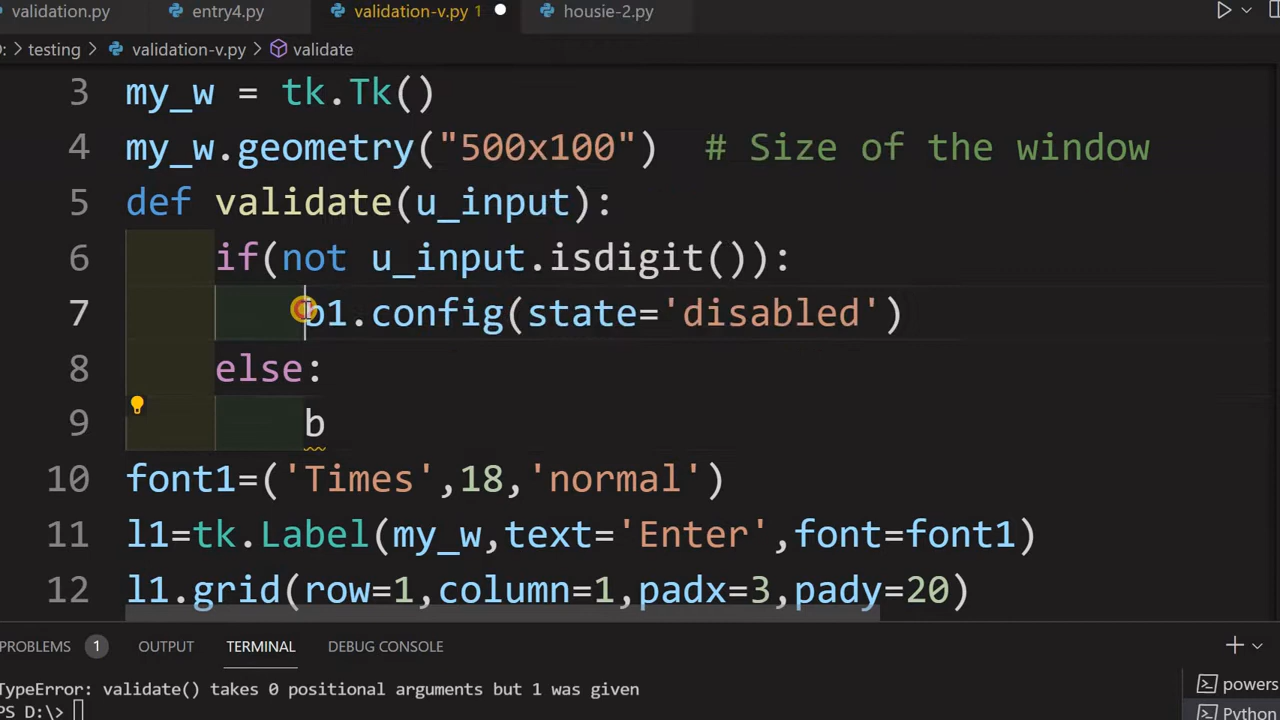 validation.py entry4.py validation-v.py 1 housie-2.py
: > testing > validation-v.py > validate
3 my_w = tk.Tk()
4 my_w.geometry("500x100") # Size of the window
5 def validate(u_input):
6 if(not u_input.isdigit()):
7 b1.config(state='disabled')
8 else:
9 b
10 font1=('Times',18,'normal')
11 l1=tk.Label(my_w,text='Enter',font=font1)
12 l1.grid(row=1,column=1,padx=3,pady=20)
PROBLEMS 1 OUTPUT TERMINAL DEBUG CONSOLE
TypeError: validate() takes 0 positional arguments but 1 was given
powers
PS D:\>
Python